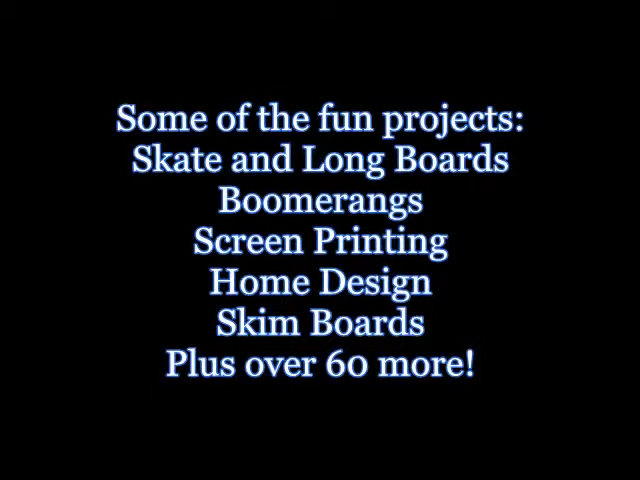 Some of the fun projects:
Skate and Long Boards
Boomerangs
Screen Printing
Home Design
Skim Boards
Plus over 60 more!